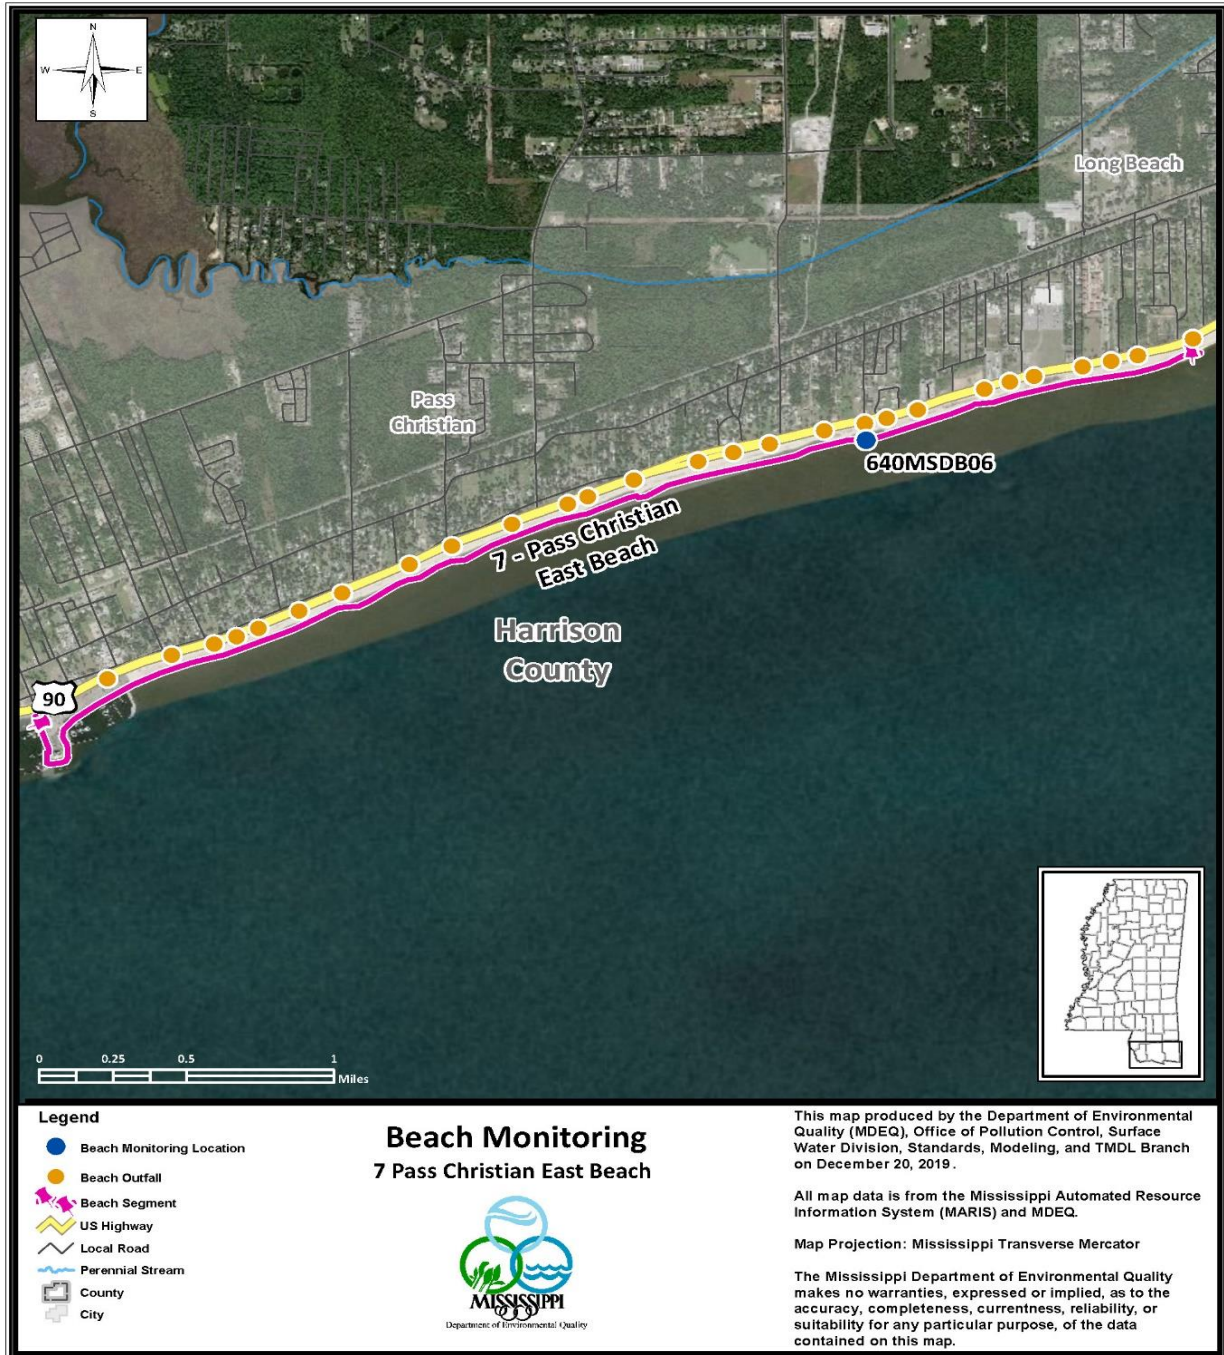 N
W E
S
Long Beach
Pass
Christian
640MSDB06
7 - Pass Christian
East Beach
Harrison
County
90
0 0.25 0.5 1
Miles
Legend
Beach Monitoring Location
Beach Outfall
Beach Segment
US Highway
Local Road
Perennial Stream
County
City
Beach Monitoring
7 Pass Christian East Beach
MISSISSIPPI
Department of Environmental Quality
This map produced by the Department of Environmental
Quality (MDEQ), Office of Pollution Control, Surface
Water Division, Standards, Modeling, and TMDL Branch
on December 20, 2019.
All map data is from the Mississippi Automated Resource
Information System (MARIS) and MDEQ.
Map Projection: Mississippi Transverse Mercator
The Mississippi Department of Environmental Quality
makes no warranties, expressed or implied, as to the
accuracy, completeness, currentness, reliability, or
suitability for any particular purpose, of the data
contained on this map.